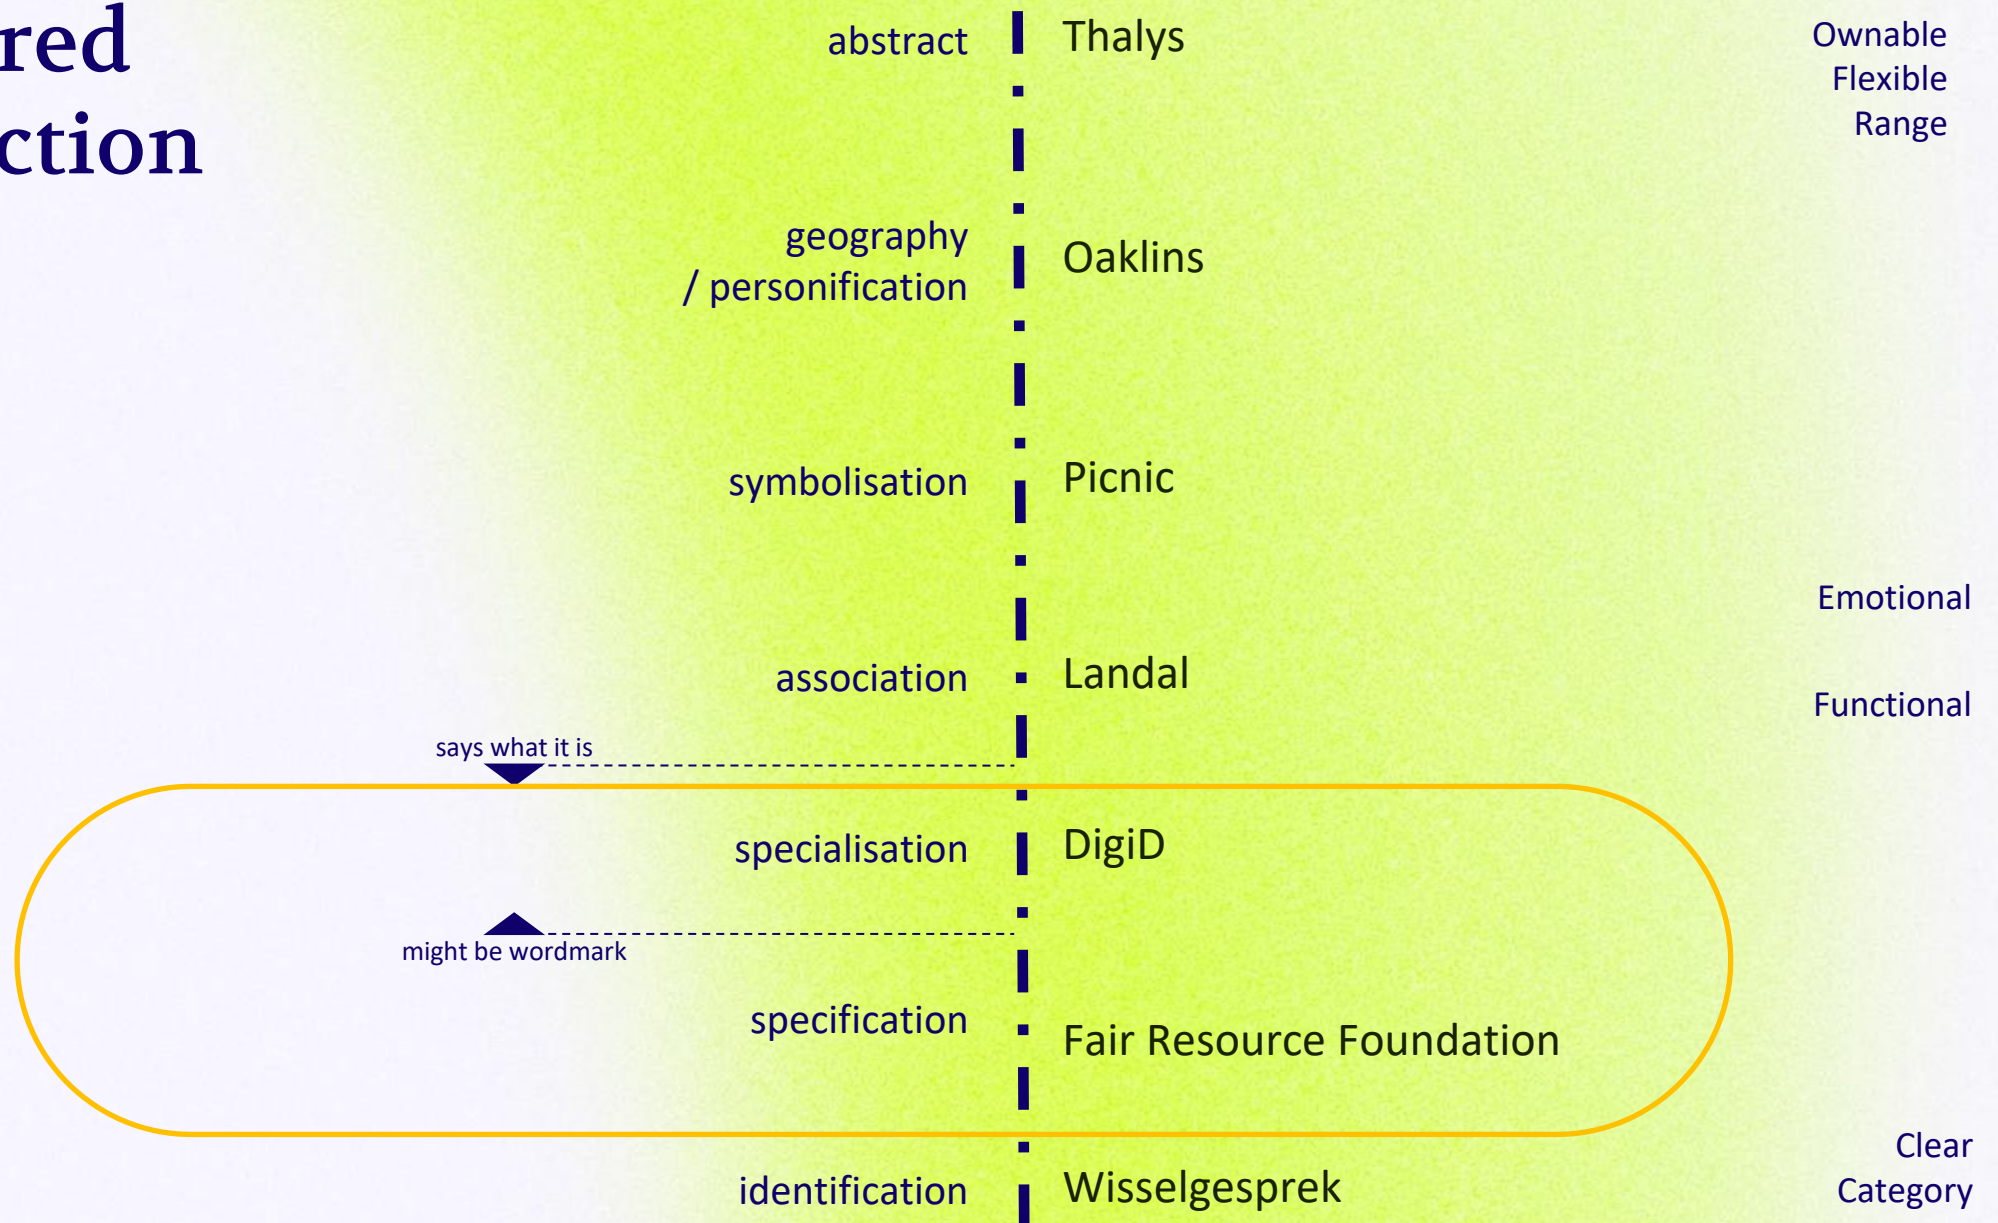 red
ction
abstract
Thalys
Ownable
Flexible
Range
geography
/ personification
Oaklins
symbolisation
Picnic
Emotional
association
Landal
Functional
says what it is
specialisation
DigiD
might be wordmark
specification
Fair Resource Foundation
Clear
Category
identification
Wisselgesprek